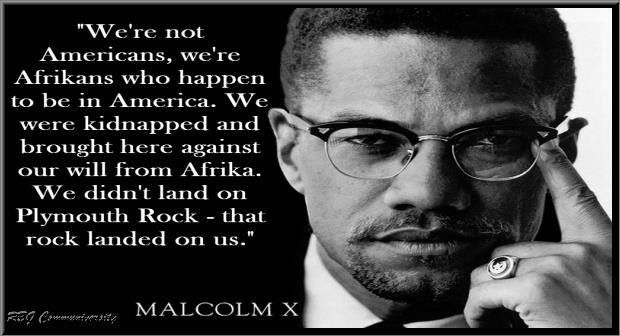 "We're not
Americans, we're
Afrikans who happen
to be in America. We
were kidnapped and
brought here against
our will from Afrika.
We didn't land on
Plymouth Rock - that
rock landed on us."
MALCOLM X
RBG Communiversity